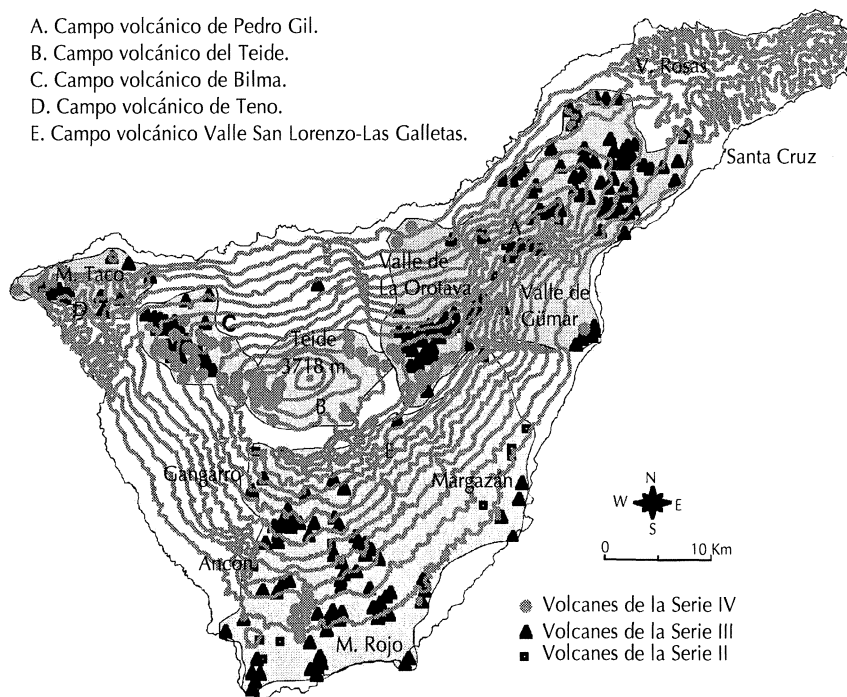 A. Campo volcánico de Pedro Gil.
B. Campo volcánico del Teide.
C. Campo volcánico de Bilma.
D. Campo volcánico de Teno.
E. Campo volcánico Valle San Lorenzo-Las Galletas.
V. Rosas
Santa Cruz
A
Valle de
La Orotava
Valle de
Güímar
M. Taco
D
C
Teide
3718 m
B
E
Gangarro
Margazán
Ancón
M. Rojo
N
W E
S
0 10 Km
Volcanes de la Serie IV
Volcanes de la Serie III
Volcanes de la Serie II